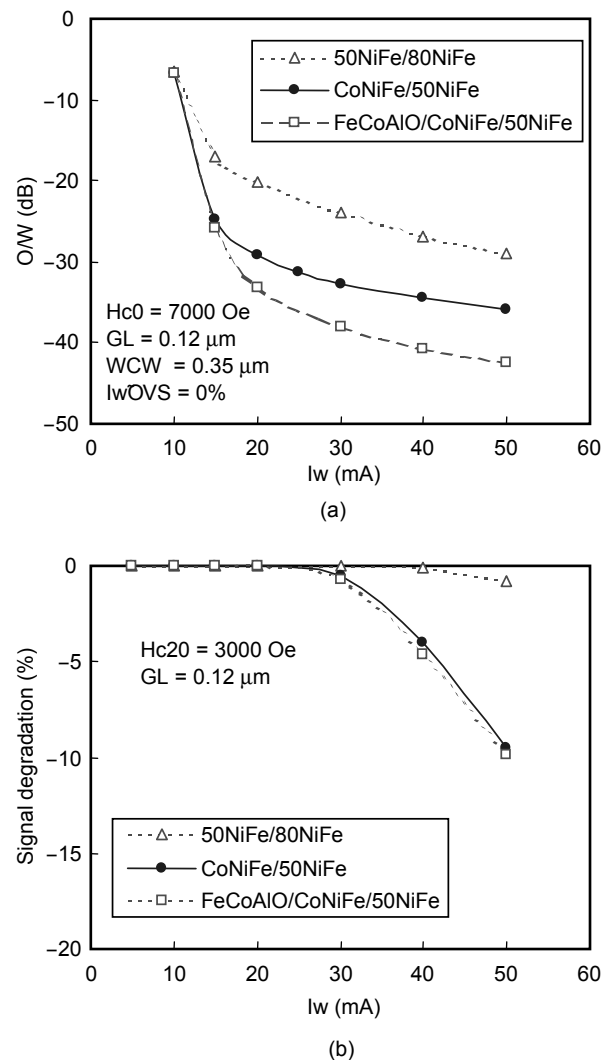 0
−10
−20
−30
−40
−50
O/W (dB)
50NiFe/80NiFe
CoNiFe/50NiFe
FeCoAlO/CoNiFe/50NiFe
Hc0 = 7000 Oe
GL = 0.12 μm
WCW = 0.35 μm
IwOVS = 0%
0 10 20 30 40 50 60
Iw (mA)
(a)
0
−5
−10
−15
−20
Signal degradation (%)
Hc20 = 3000 Oe
GL = 0.12 μm
50NiFe/80NiFe
CoNiFe/50NiFe
FeCoAlO/CoNiFe/50NiFe
0 10 20 30 40 50 60
Iw (mA)
(b)